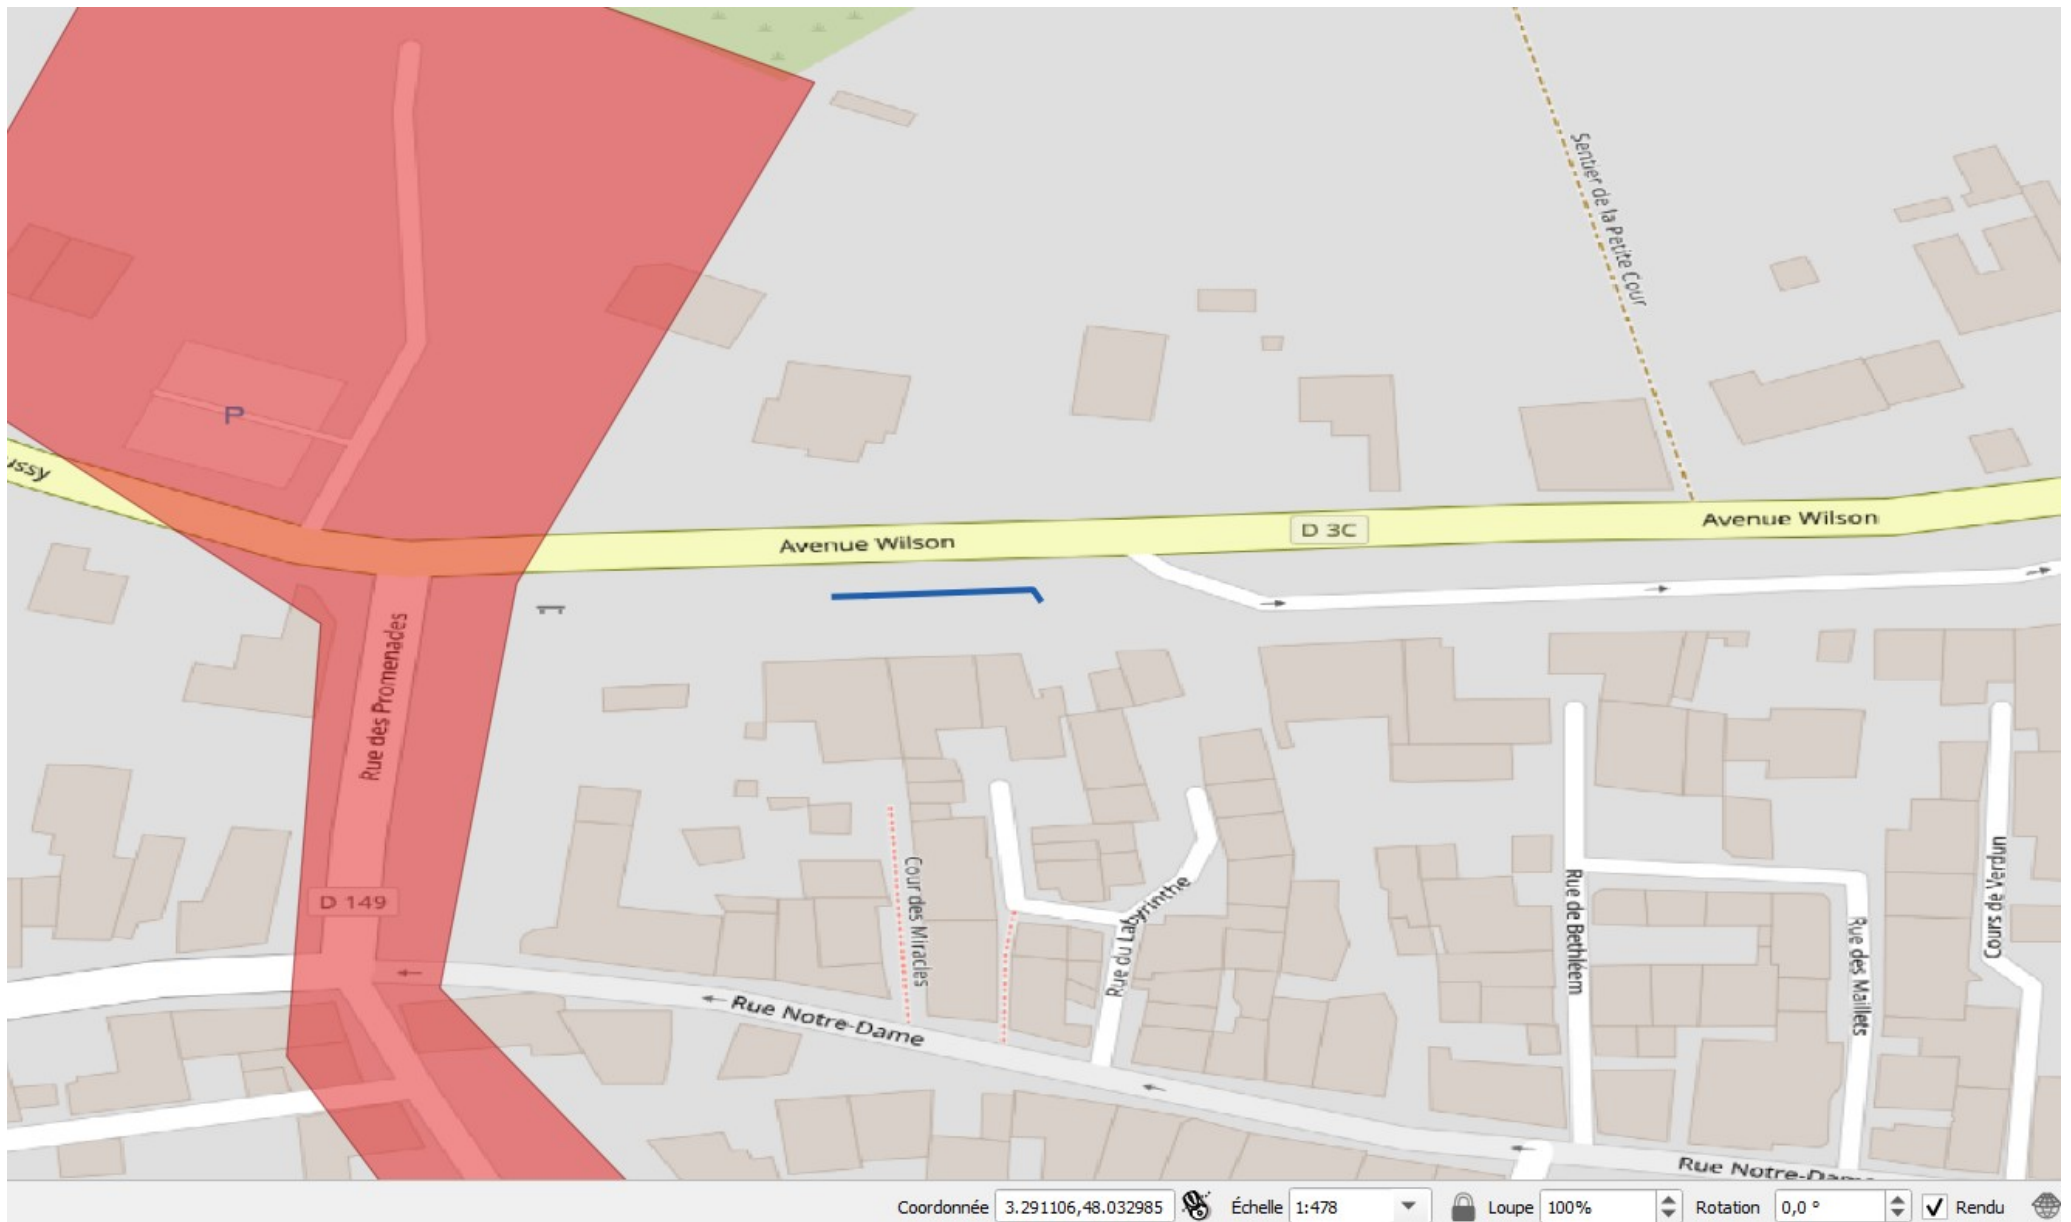 Sentier de la Petite Cour
P
ussy
Avenue Wilson
D 3C
Avenue Wilson
Rue des Promenades
D 149
Cour des Miracles
Rue du Labyrinthe
Rue de Bethléem
Rue des Maillets
Cours de Verdun
Rue Notre-Dame
Rue Notre-Dame
Coordonnée 3.291106,48.032985 Échelle 1:478 Loupe 100% Rotation 0,0 ° Rendu